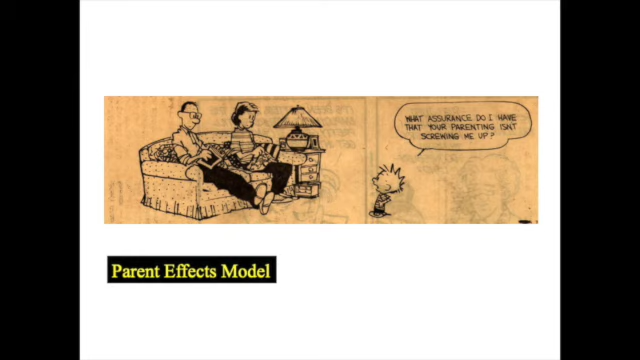 WHAT ASSURANCE DO I HAVE
THAT YOUR PARENTING ISN'T
SCREWING ME UP?
Parent Effects Model